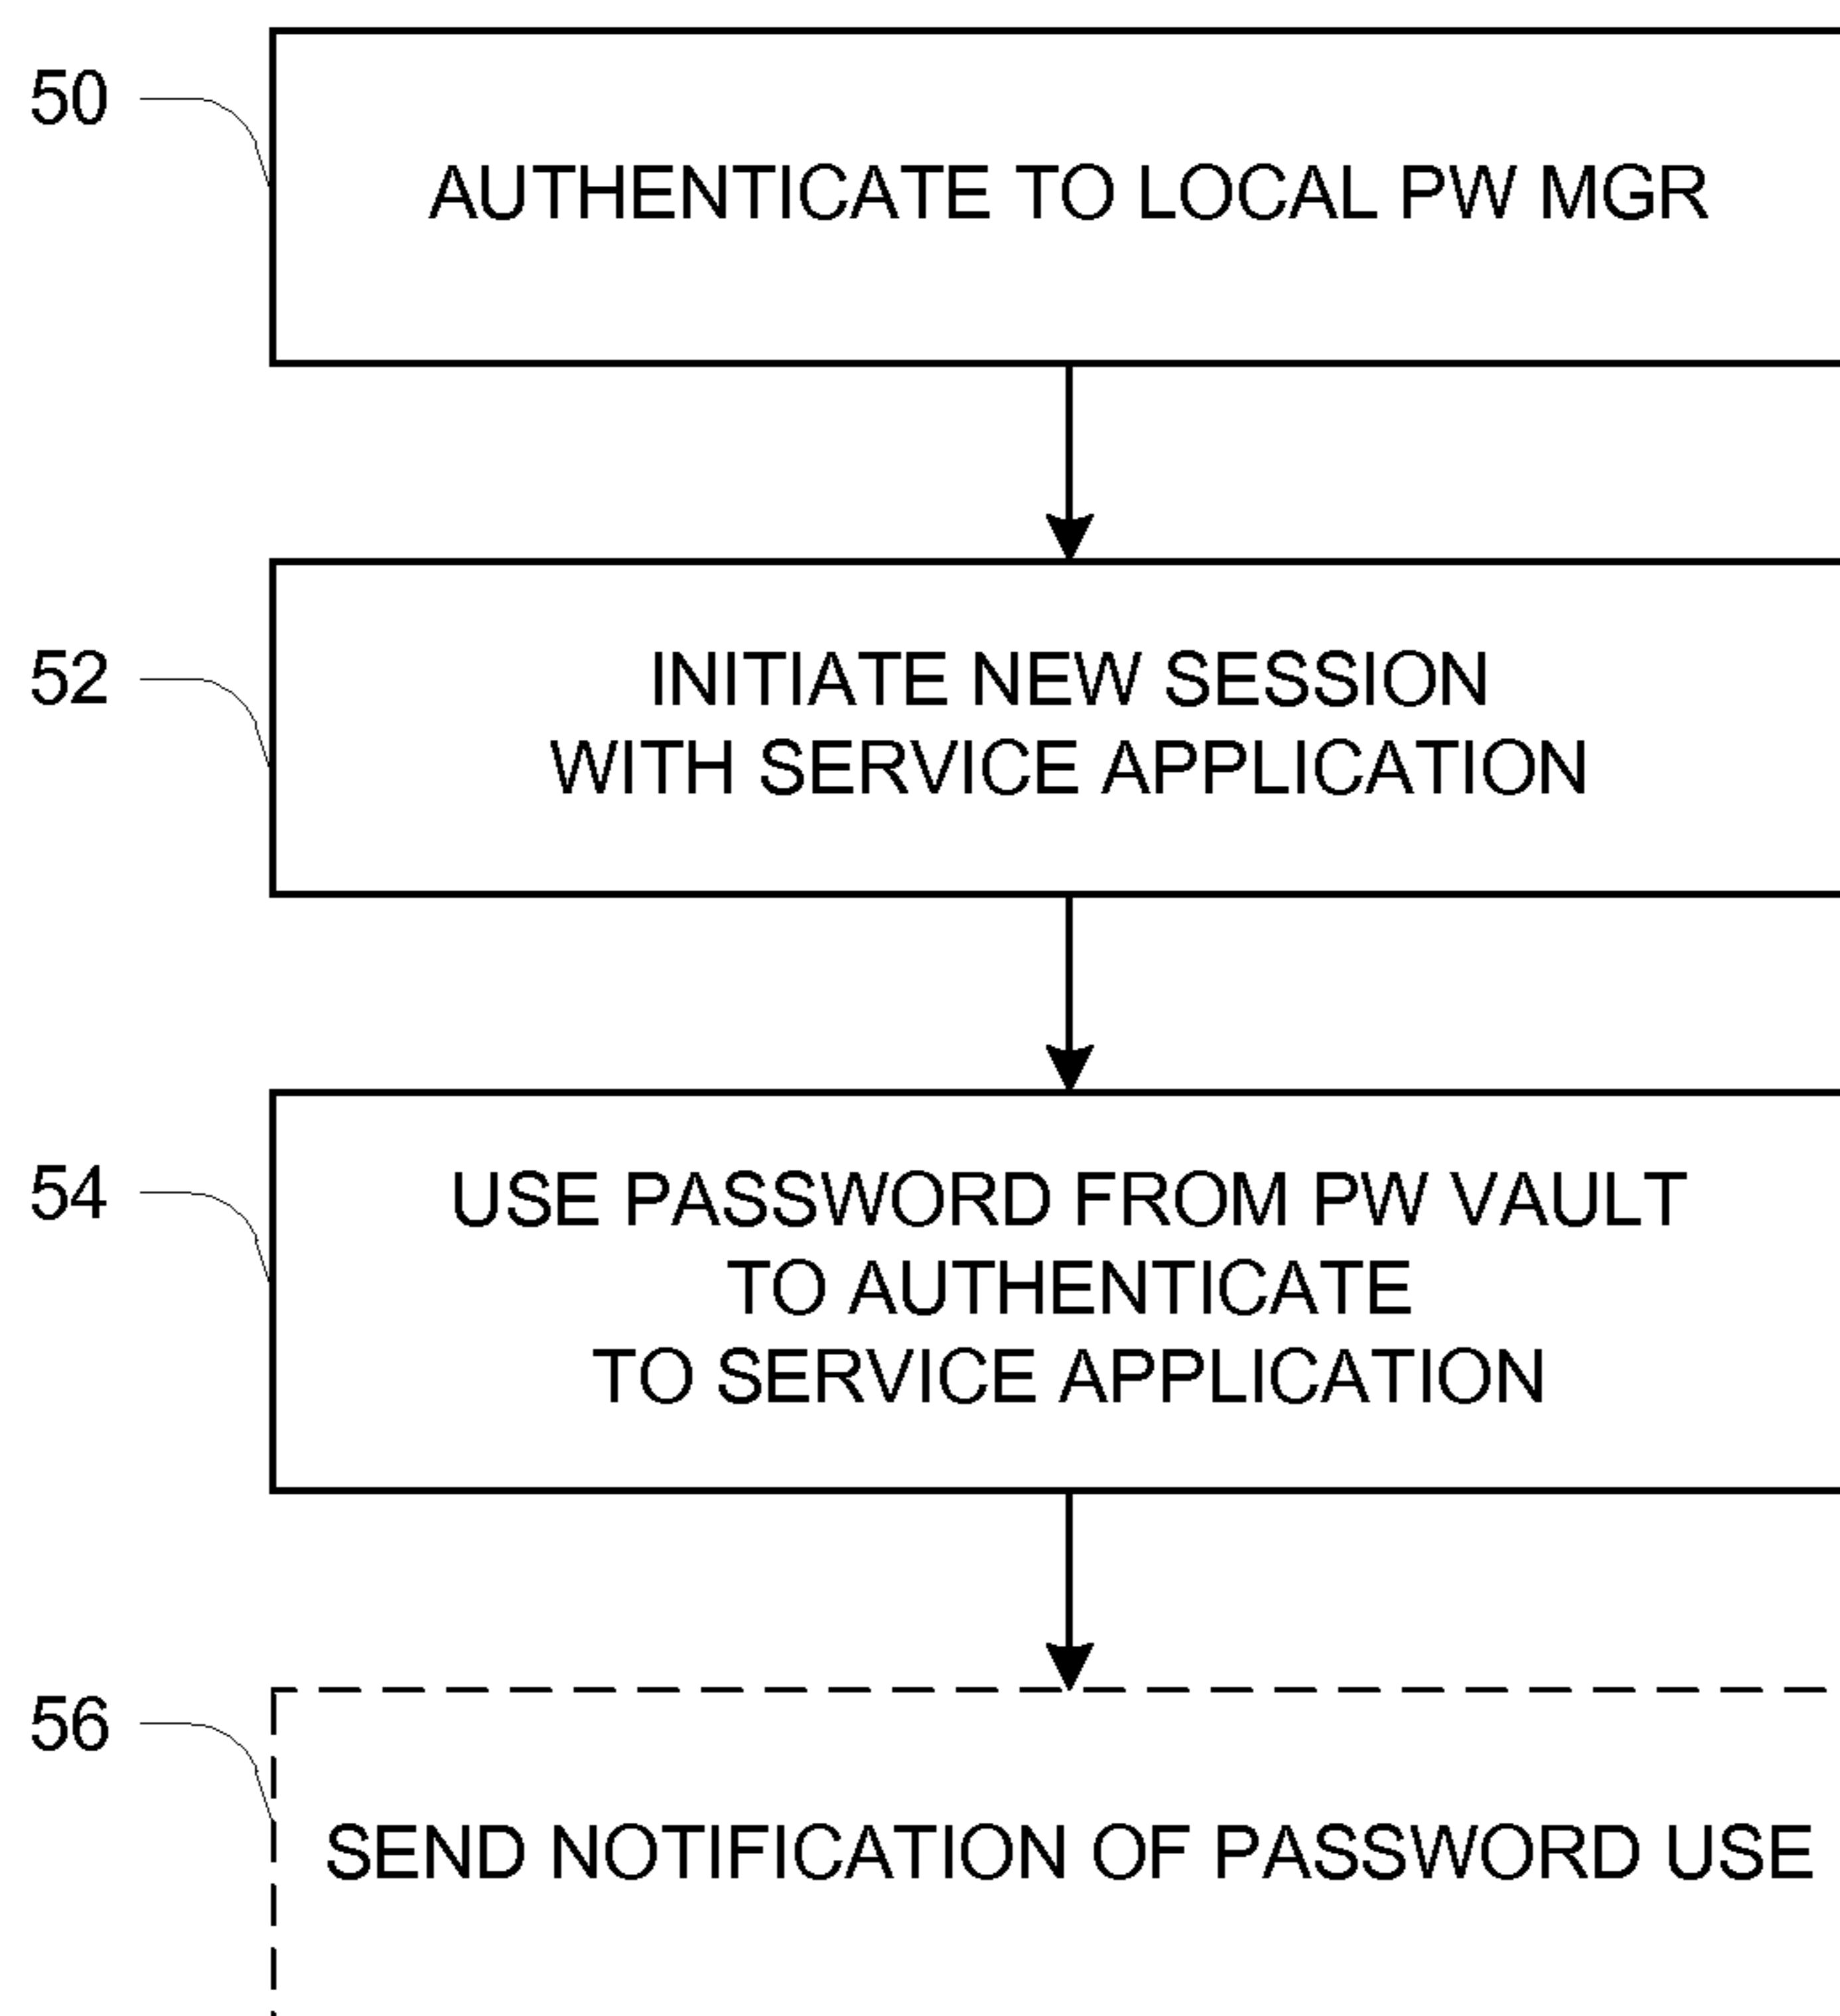 50
AUTHENTICATE TO LOCAL PW MGR
52
INITIATE NEW SESSION
WITH SERVICE APPLICATION
54
USE PASSWORD FROM PW VAULT
TO AUTHENTICATE
TO SERVICE APPLICATION
56
SEND NOTIFICATION OF PASSWORD USE